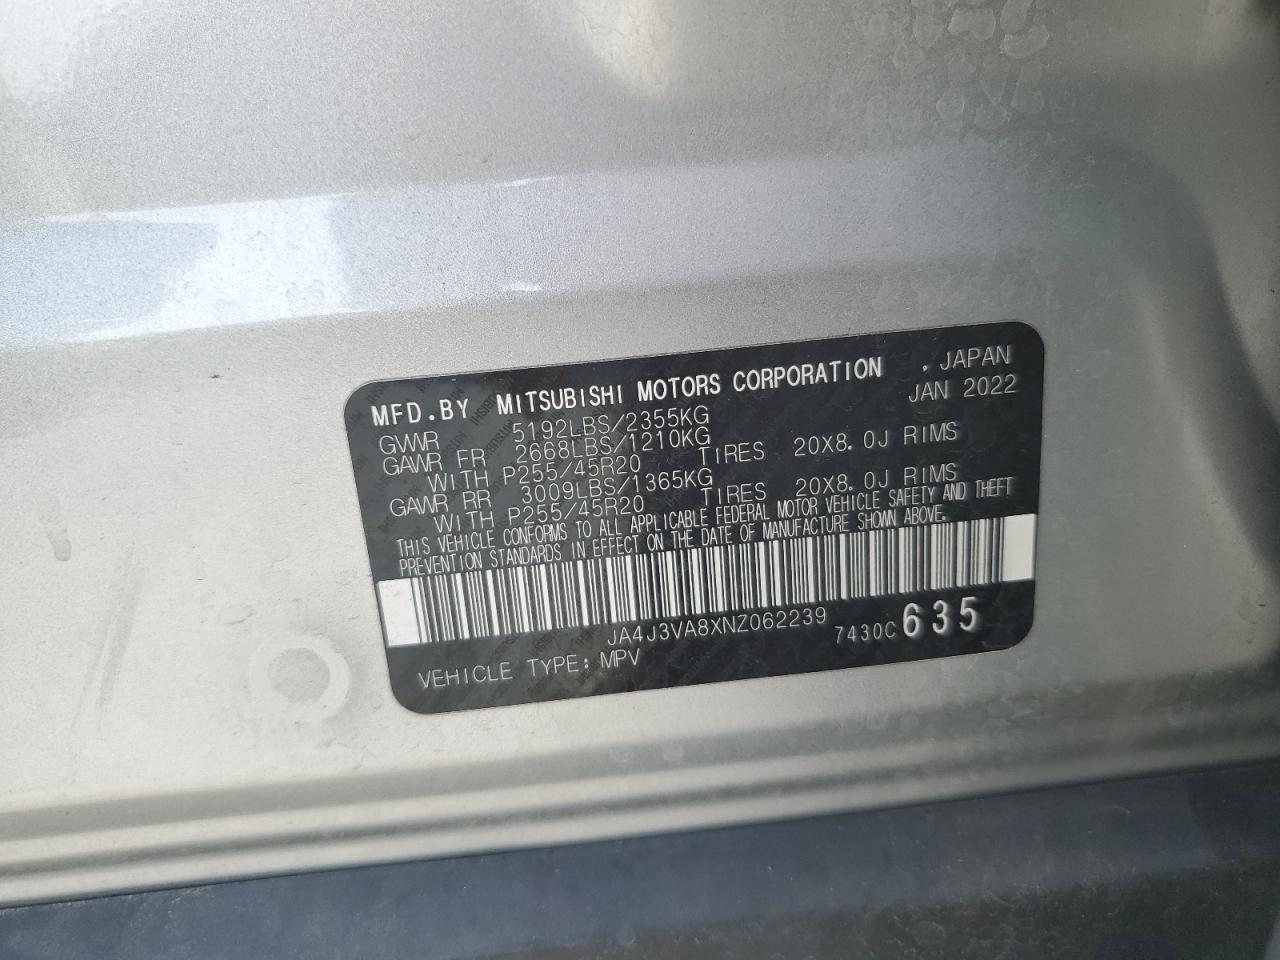 MFD.BY MITSUBISHI MOTORS CORPORATION . JAPAN
JAN 2022
GVWR 5192LBS/2355KG
GAWR FR 2668LBS/1210KG
WITH P255/45R20 TIRES 20X8.0J RIMS
GAWR RR 3009LBS/1365KG
WITH P255/45R20 TIRES 20X8.0J RIMS
THIS VEHICLE CONFORMS TO ALL APPLICABLE FEDERAL MOTOR VEHICLE SAFETY AND THEFT
PREVENTION STANDARDS IN EFFECT ON THE DATE OF MANUFACTURE SHOWN ABOVE.
JA4J3VA8XNZ062239 7430C 635
VEHICLE TYPE: MPV